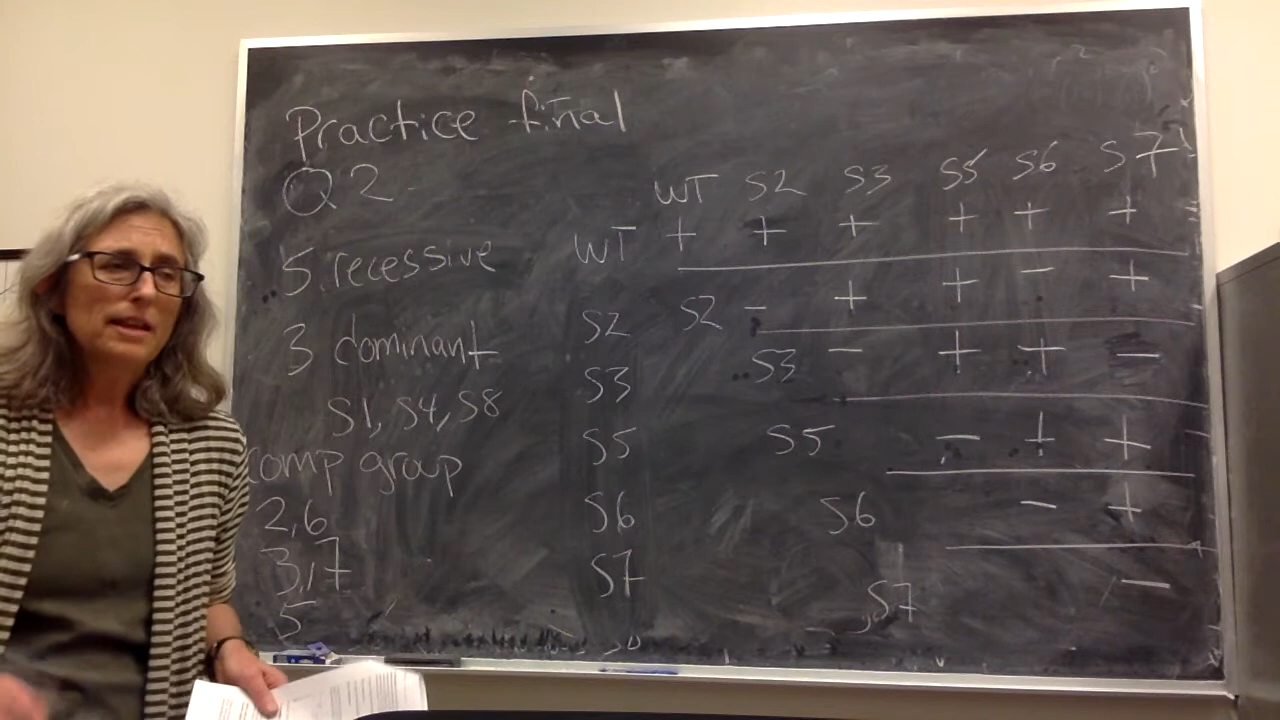 Practice final
Q2
5 recessive
3 dominant
S1, S4, S8
comp group
2,6
3,7
5
WT S2 S3 S5 S6 S7
WT + + + + + +
S2 S2 - + + - +
S3 S3 - + + -
S5 S5 - + +
S6 S6 - +
S7 S7 -